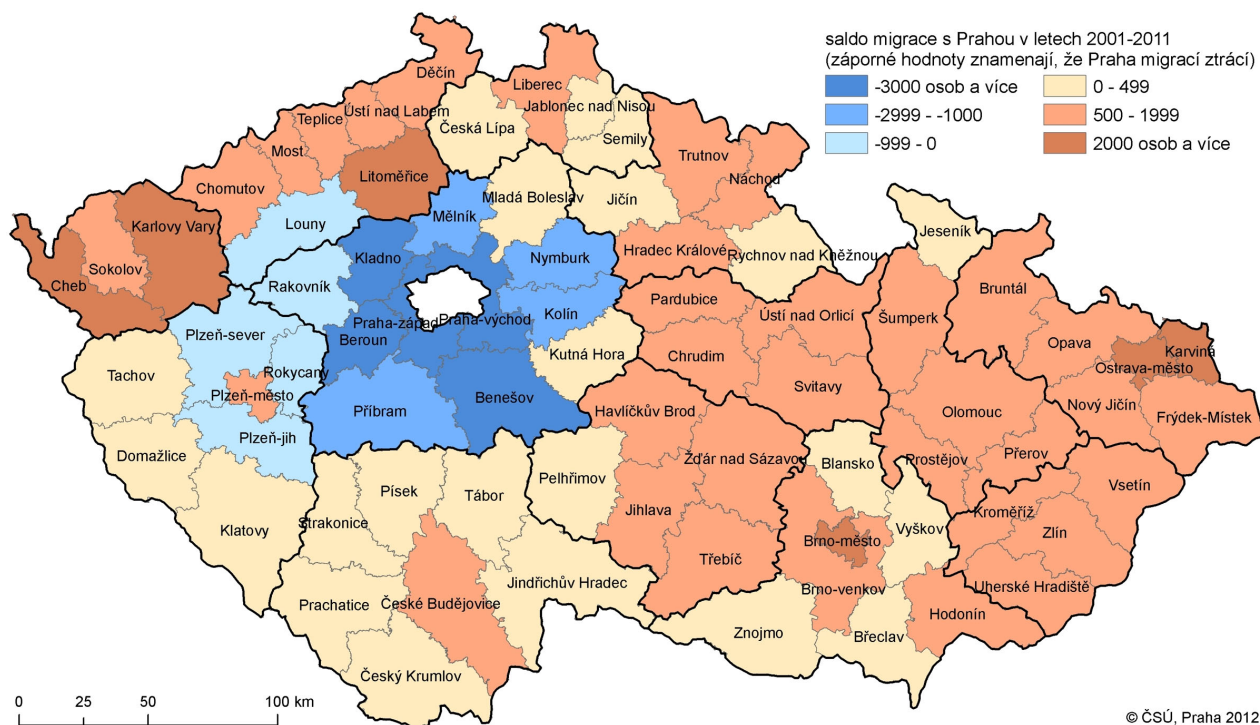 saldo migrace s Prahou v letech 2001-2011
(záporné hodnoty znamenají, že Praha migrací ztrácí)
-3000 osob a více
0 - 499
-2999 - -1000
500 - 1999
-999 - 0
2000 osob a více
Děčín
Liberec
Ústí nad Labem
Jablonec nad Nisou
Teplice
Česká Lípa
Semily
Most
Trutnov
Litoměřice
Náchod
Chomutov
Mladá Boleslav
Jičín
Louny
Mělník
Jeseník
Karlovy Vary
Hradec Králové
Rychnov nad Kněžnou
Kladno
Nymburk
Sokolov
Cheb
Rakovník
Bruntál
Pardubice
Kolín
Ústí nad Orlicí
Šumperk
Praha-západ
Praha-východ
Plzeň-sever
Beroun
Opava
Karviná
Kutná Hora
Chrudim
Ostrava-město
Rokycany
Tachov
Svitavy
Plzeň-město
Benešov
Nový Jičín
Frýdek-Místek
Příbram
Havlíčkův Brod
Olomouc
Plzeň-jih
Domažlice
Žďár nad Sázavou
Prostějov
Přerov
Blansko
Pelhřimov
Písek
Tábor
Vsetín
Kroměříž
Strakonice
Klatovy
Jihlava
Vyškov
Zlín
Brno-město
Třebíč
Jindřichův Hradec
Uherské Hradiště
Brno-venkov
Prachatice
České Budějovice
Hodonín
Znojmo
Břeclav
Český Krumlov
0 25 50 100 km
© ČSÚ, Praha 2012